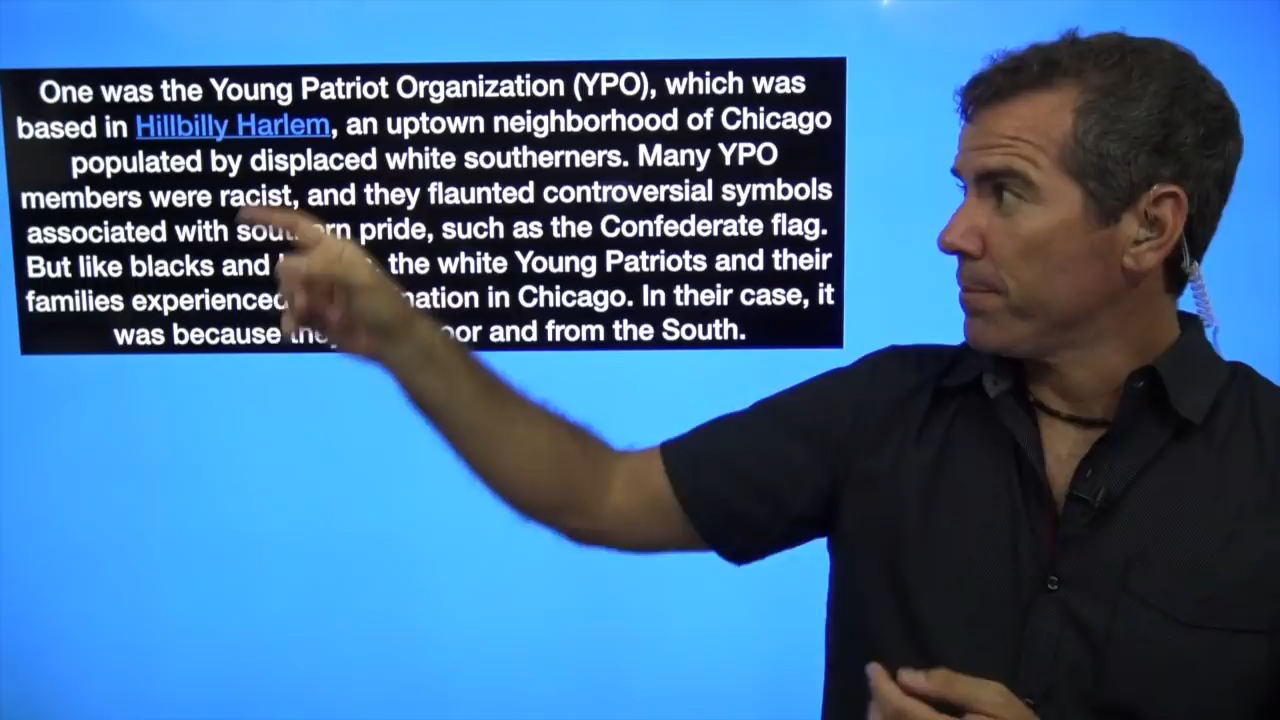 One was the Young Patriot Organization (YPO), which was
based in Hillbilly Harlem, an uptown neighborhood of Chicago
populated by displaced white southerners. Many YPO
members were racist, and they flaunted controversial symbols
associated with southern pride, such as the Confederate flag.
But like blacks and the white Young Patriots and their
families experienced in Chicago. In their case, it
was because and from the South.